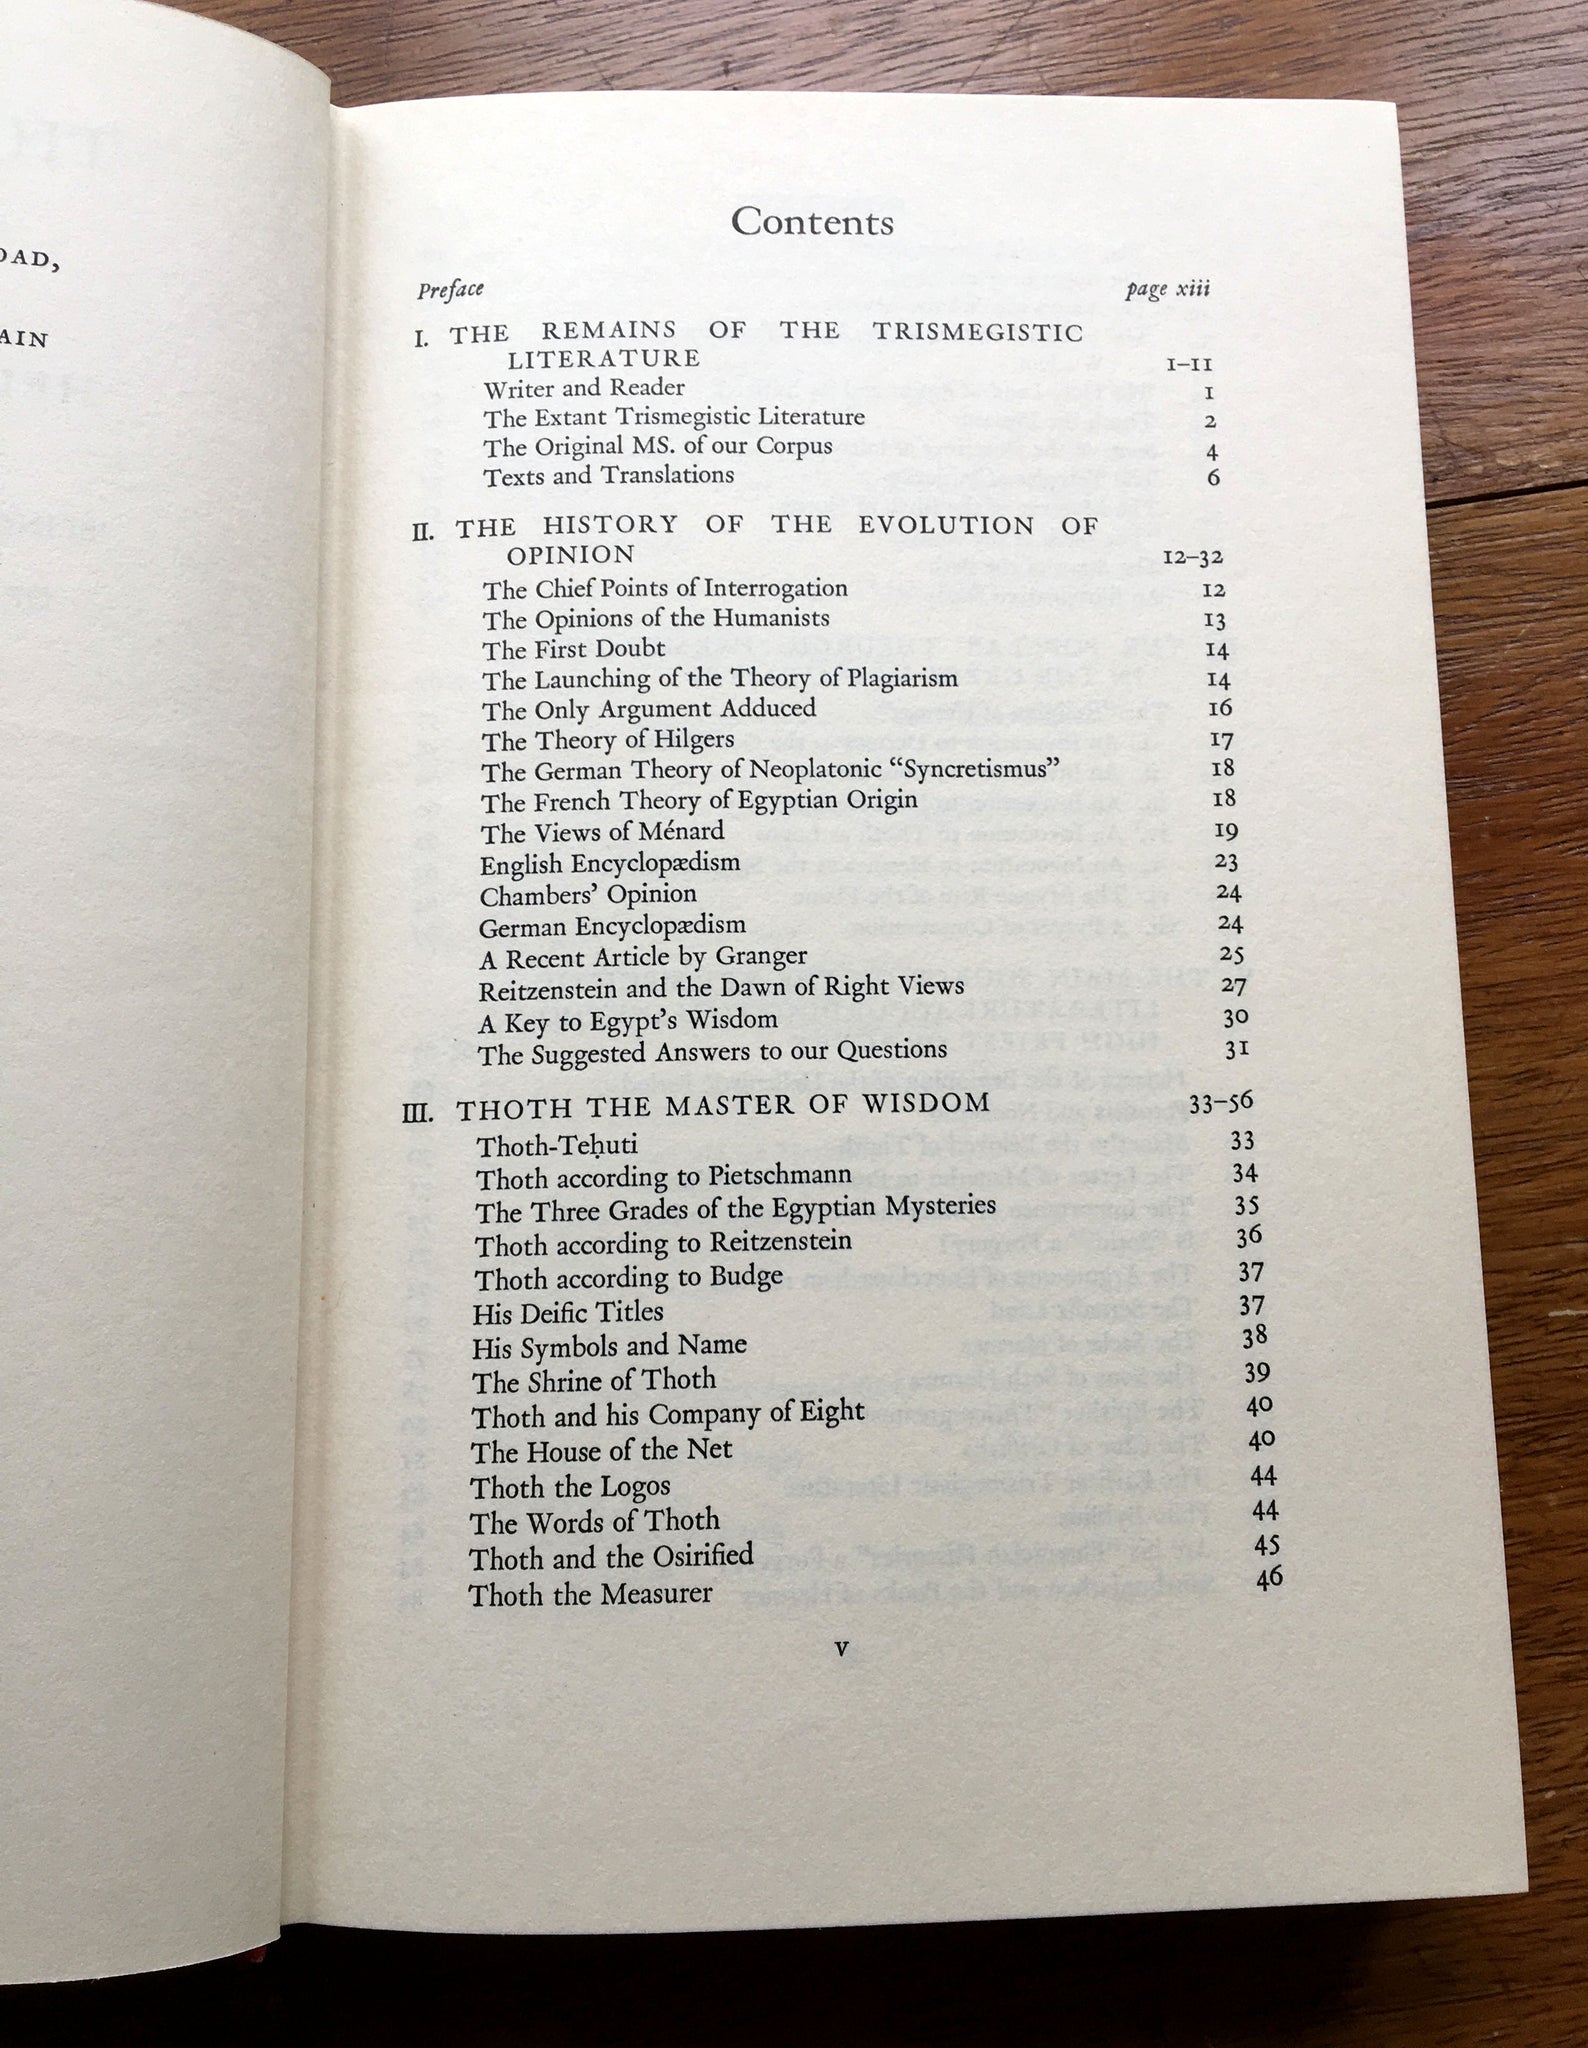 OAD,
AIN
Contents
Preface page xiii
I. THE REMAINS OF THE TRISMEGISTIC
LITERATURE 1–11
Writer and Reader 1
The Extant Trismegistic Literature 2
The Original MS. of our Corpus 4
Texts and Translations 6
II. THE HISTORY OF THE EVOLUTION OF
OPINION 12–32
The Chief Points of Interrogation 12
The Opinions of the Humanists 13
The First Doubt 14
The Launching of the Theory of Plagiarism 14
The Only Argument Adduced 16
The Theory of Hilgers 17
The German Theory of Neoplatonic “Syncretismus” 18
The French Theory of Egyptian Origin 18
The Views of Ménard 19
English Encyclopædism 23
Chambers’ Opinion 24
German Encyclopædism 24
A Recent Article by Granger 25
Reitzenstein and the Dawn of Right Views 27
A Key to Egypt’s Wisdom 30
The Suggested Answers to our Questions 31
III. THOTH THE MASTER OF WISDOM 33–56
Thoth-Teḥuti 33
Thoth according to Pietschmann 34
The Three Grades of the Egyptian Mysteries 35
Thoth according to Reitzenstein 36
Thoth according to Budge 37
His Deific Titles 37
His Symbols and Name 38
The Shrine of Thoth 39
Thoth and his Company of Eight 40
The House of the Net 40
Thoth the Logos 44
The Words of Thoth 44
Thoth and the Osirified 45
Thoth the Measurer 46
v